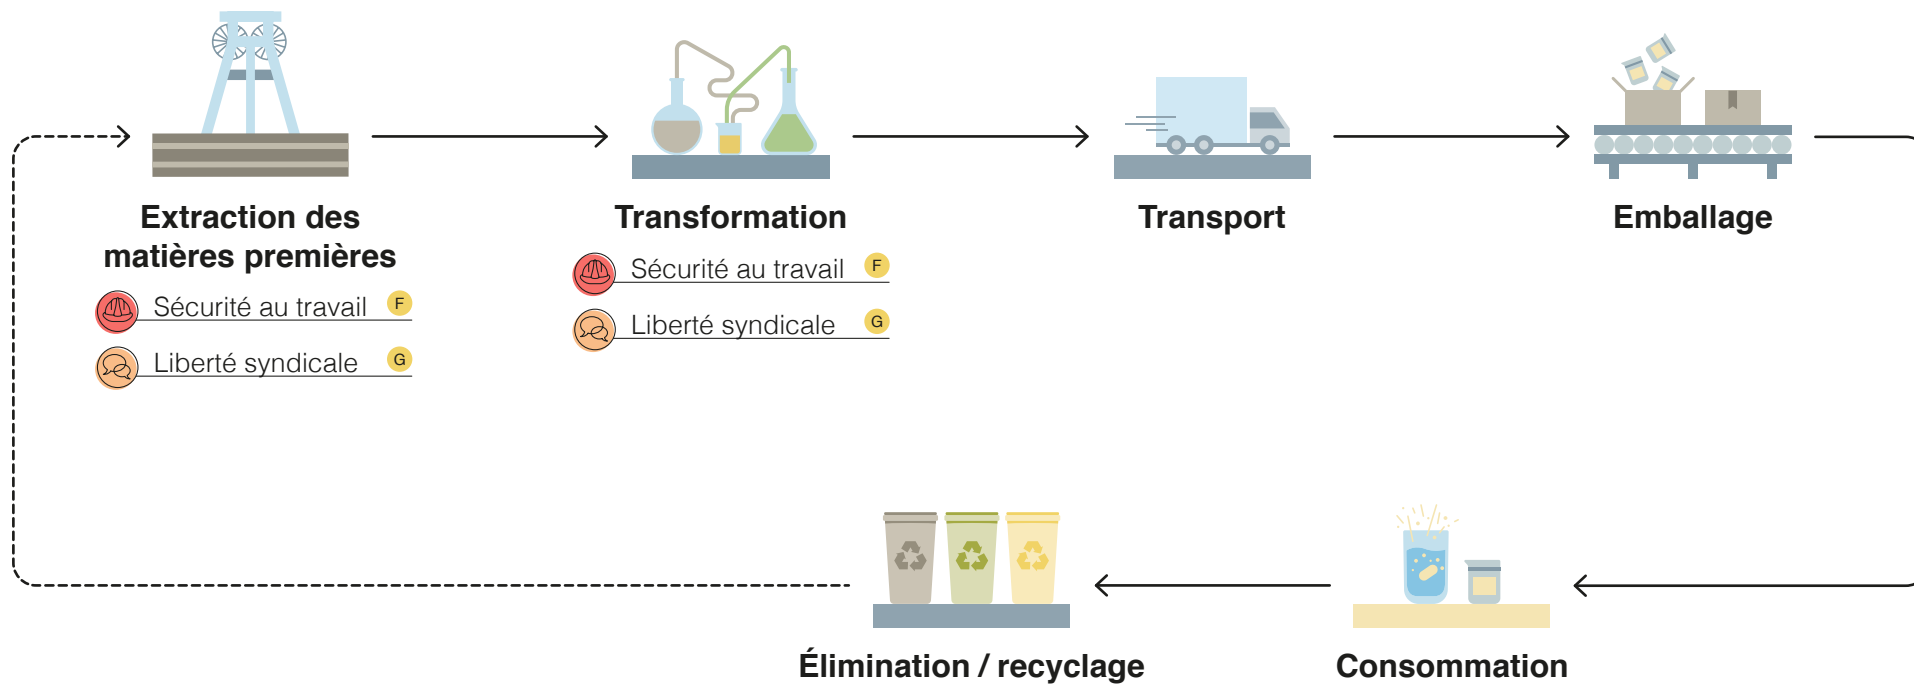 Extraction des
matières premières
Sécurité au travail F
Liberté syndicale G
Transformation
Sécurité au travail F
Liberté syndicale G
Transport
Emballage
Élimination / recyclage
Consommation